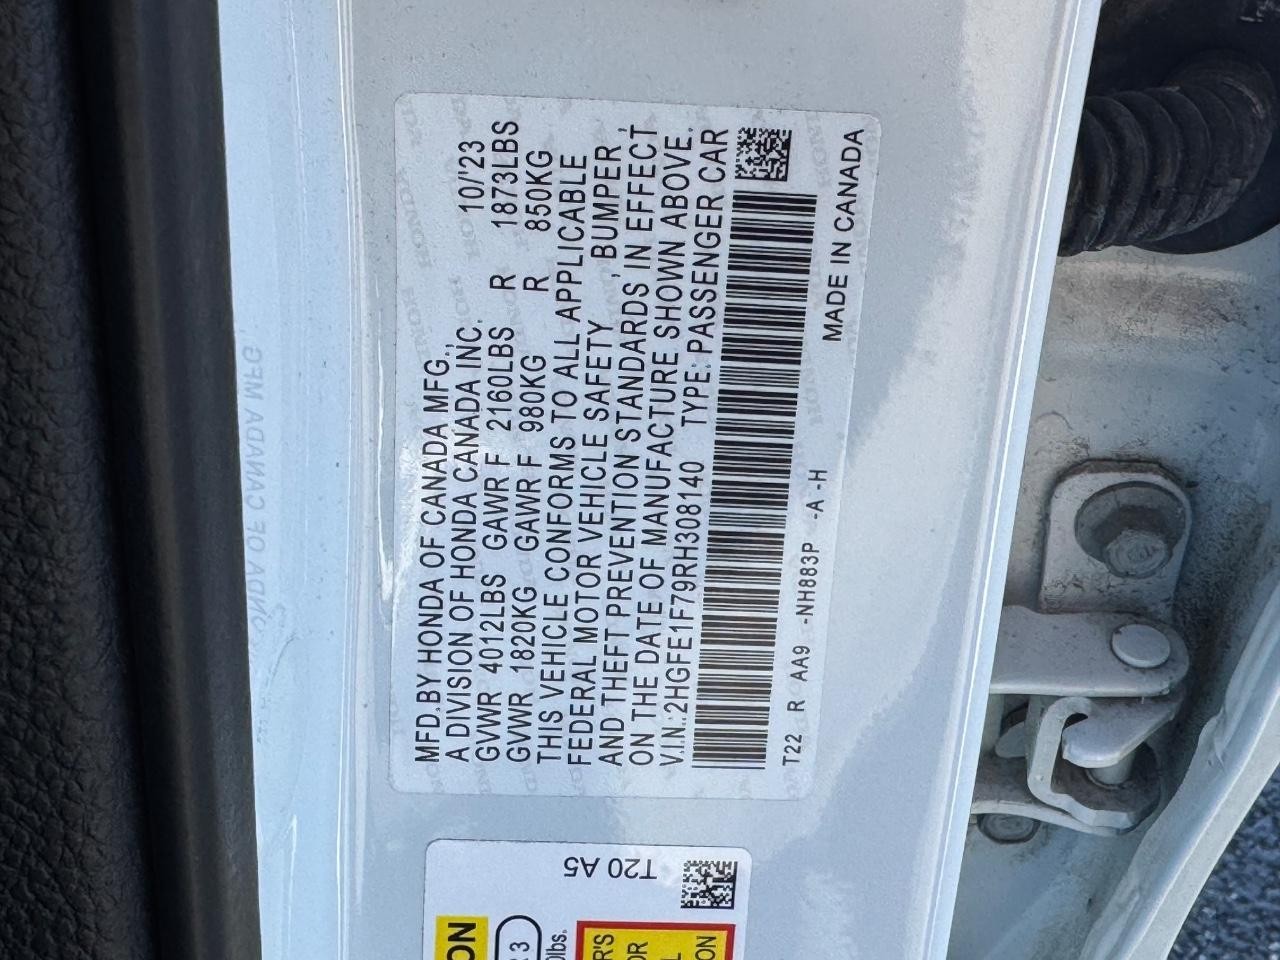 MFD. BY HONDA OF CANADA MFG.,
A DIVISION OF HONDA CANADA INC. 10/'23
GVWR 4012LBS GAWR F 2160LBS R 1873LBS
GVWR 1820KG GAWR F 980KG R 850KG
THIS VEHICLE CONFORMS TO ALL APPLICABLE
FEDERAL MOTOR VEHICLE SAFETY, BUMPER,
AND THEFT PREVENTION STANDARDS IN EFFECT
ON THE DATE OF MANUFACTURE SHOWN ABOVE.
V.I.N.:2HGFE1F79RH308140 TYPE: PASSENGER CAR
T22 R AA9 -NH883P -A -H
MADE IN CANADA
T20 A5